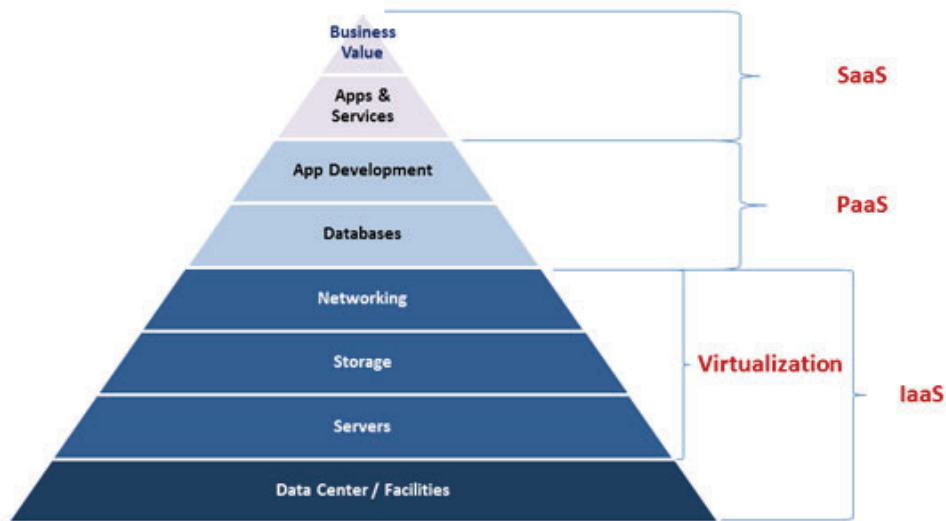 Business
Value
SaaS
Apps &
Services
App Development
PaaS
Databases
Networking
Storage
Virtualization
IaaS
Servers
Data Center / Facilities